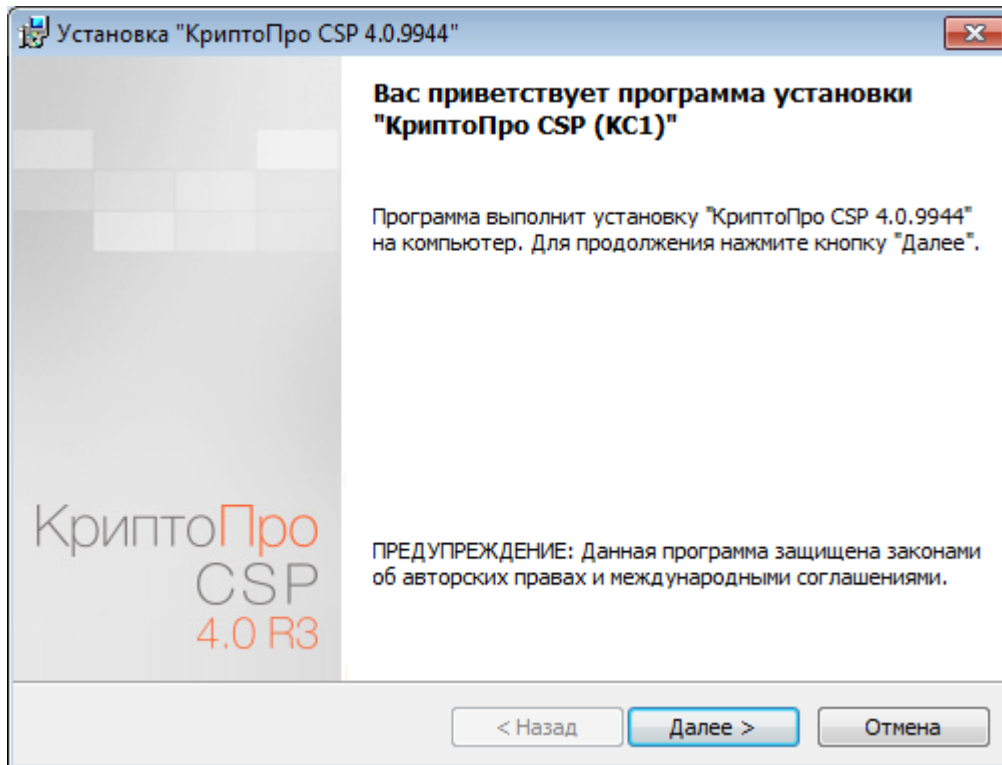 Установка "КриптоПро CSP 4.0.9944"
Вас приветствует программа установки
"КриптоПро CSP (KC1)"
Программа выполнит установку "КриптоПро CSP 4.0.9944"
на компьютер. Для продолжения нажмите кнопку "Далее".
КриптоПро
CSP
4.0 R3
ПРЕДУПРЕЖДЕНИЕ: Данная программа защищена законами
об авторских правах и международными соглашениями.
< Назад
Далее >
Отмена